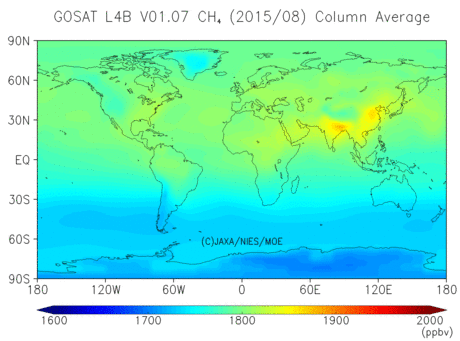 GOSAT L4B V01.07 CH₄ (2015/08) Column Average
90N
60N
30N
EQ
30S
60S
90S
(C)JAXA/NIES/MOE
180 120W 60W 0 60E 120E 180
1600 1700 1800 1900 2000
(ppbv)